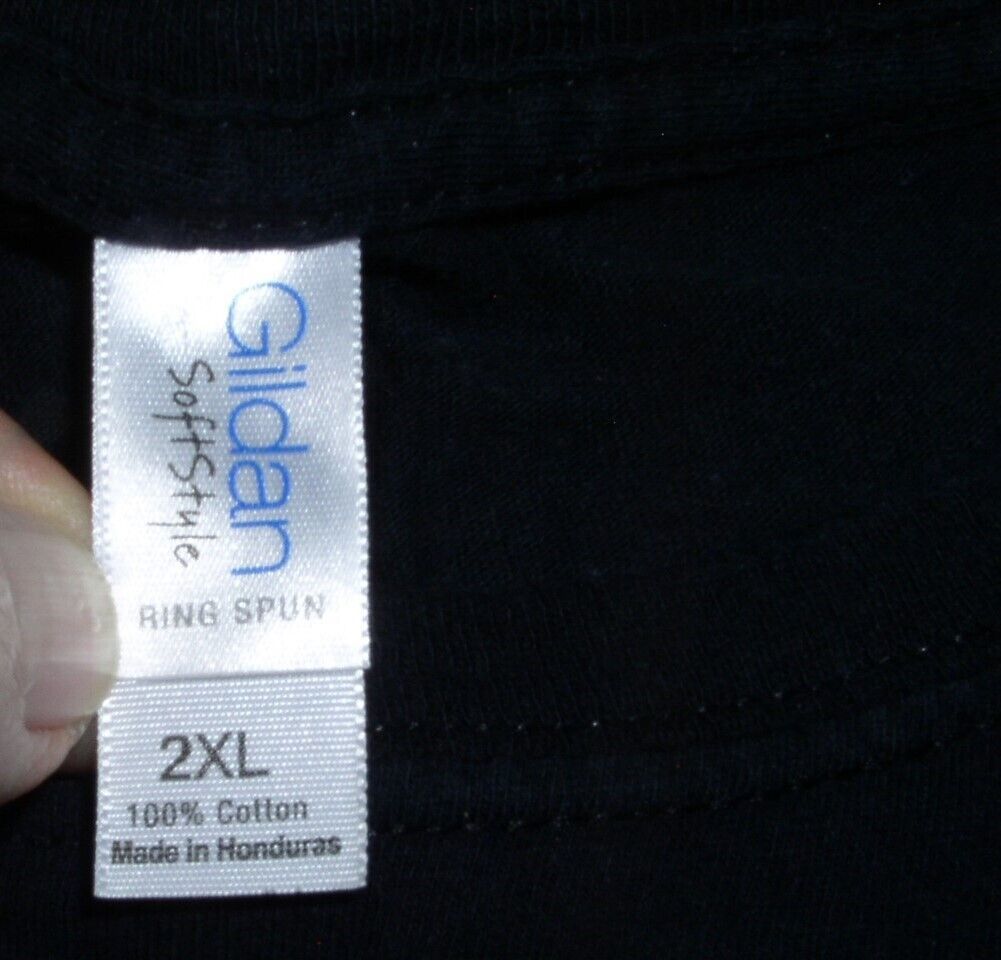 Gildan
SoftStyle
RING SPUN
2XL
100% Cotton
Made in Honduras